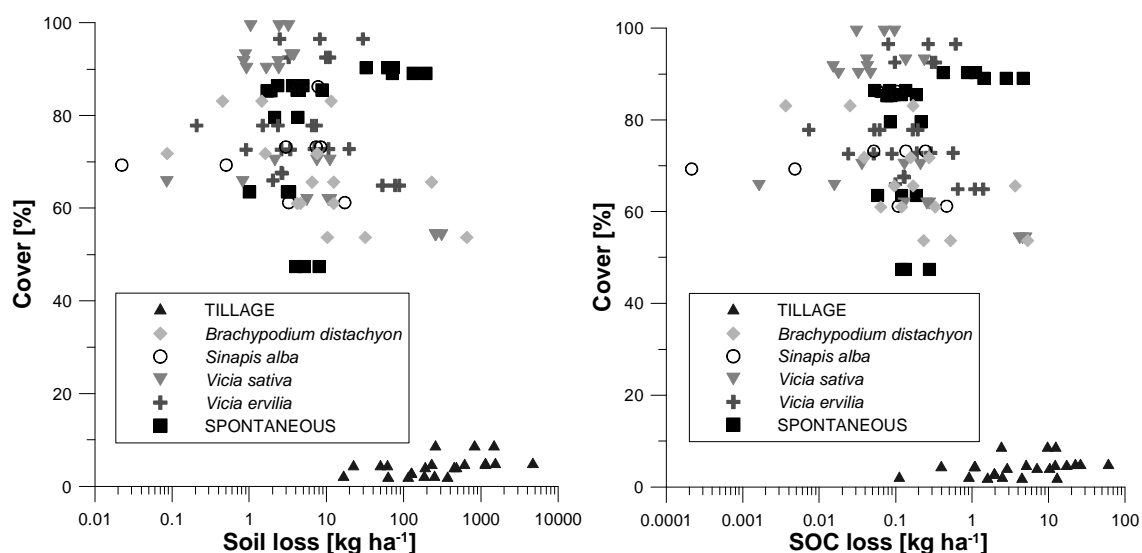 100
80
60
40
20
0
Cover [%]
TILLAGE
Brachypodium distachyon
Sinapis alba
Vicia sativa
Vicia ervilia
SPONTANEOUS
0.01 0.1 1 10 100 1000 10000
Soil loss [kg ha⁻¹]
100
80
60
40
20
0
Cover [%]
TILLAGE
Brachypodium distachyon
Sinapis alba
Vicia sativa
Vicia ervilia
SPONTANEOUS
0.0001 0.001 0.01 0.1 1 10 100
SOC loss [kg ha⁻¹]